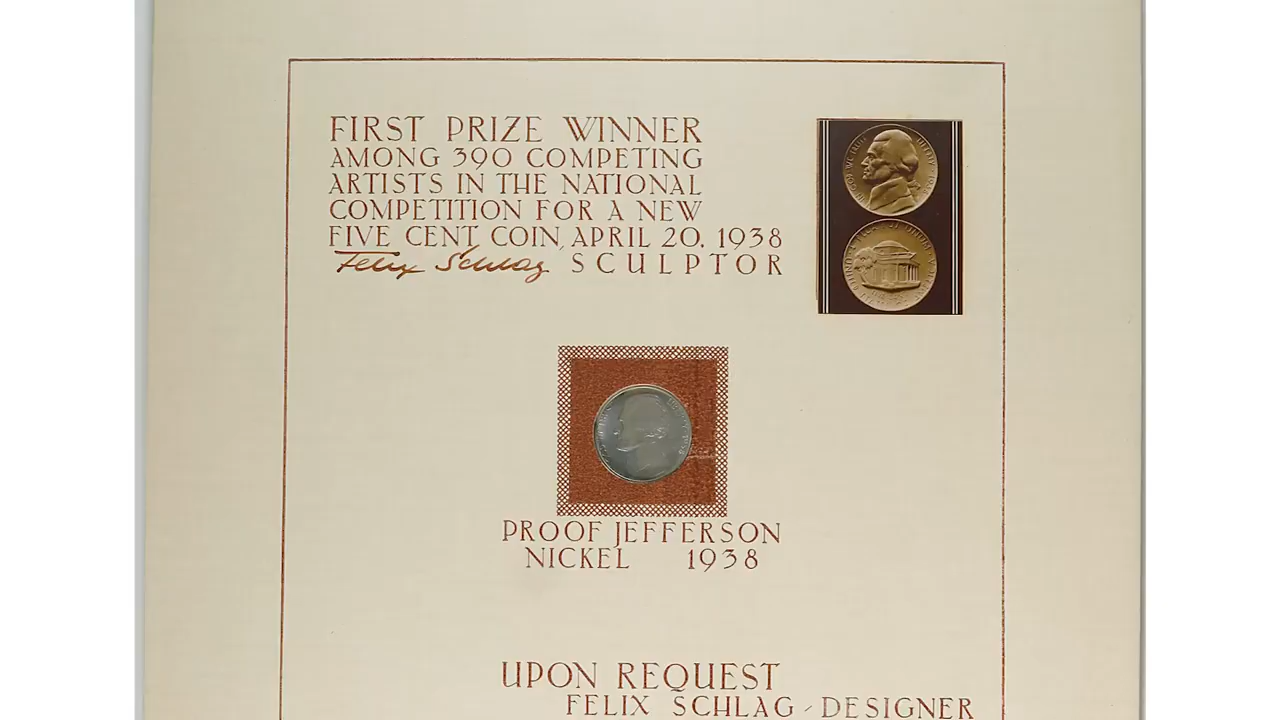 FIRST PRIZE WINNER
AMONG 390 COMPETING
ARTISTS IN THE NATIONAL
COMPETITION FOR A NEW
FIVE CENT COIN, APRIL 20, 1938
Felix Schlag, SCULPTOR
PROOF JEFFERSON
NICKEL 1938
UPON REQUEST
FELIX SCHLAG - DESIGNER